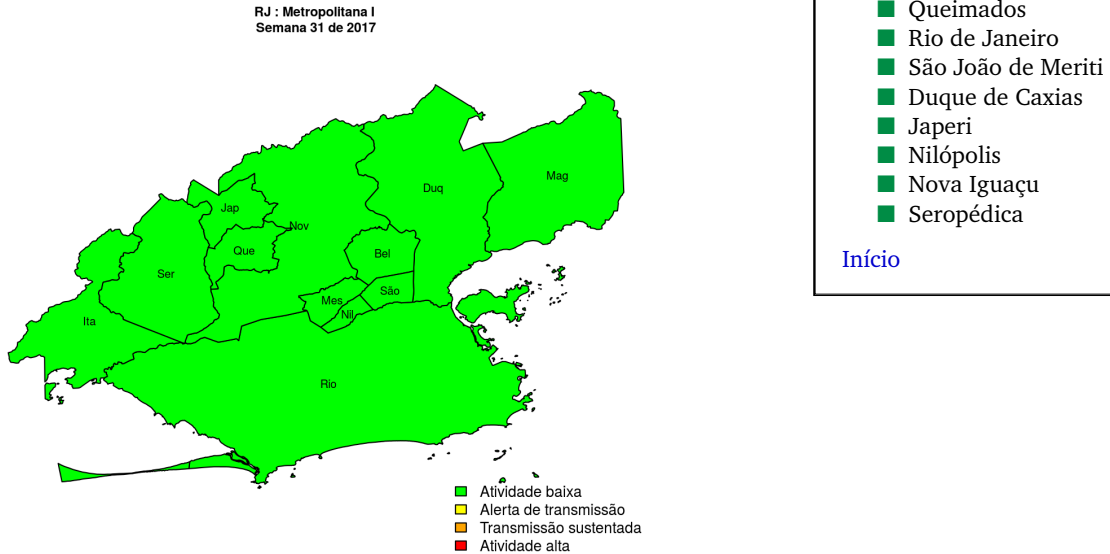 RJ : Metropolitana I
Semana 31 de 2017
Mag
Duq
Jap
Nov
Que
Bel
Ser
São
Mes
Nil
Ita
Rio
Atividade baixa
Alerta de transmissão
Transmissão sustentada
Atividade alta
Queimados
Rio de Janeiro
São João de Meriti
Duque de Caxias
Japeri
Nilópolis
Nova Iguaçu
Seropédica
Início